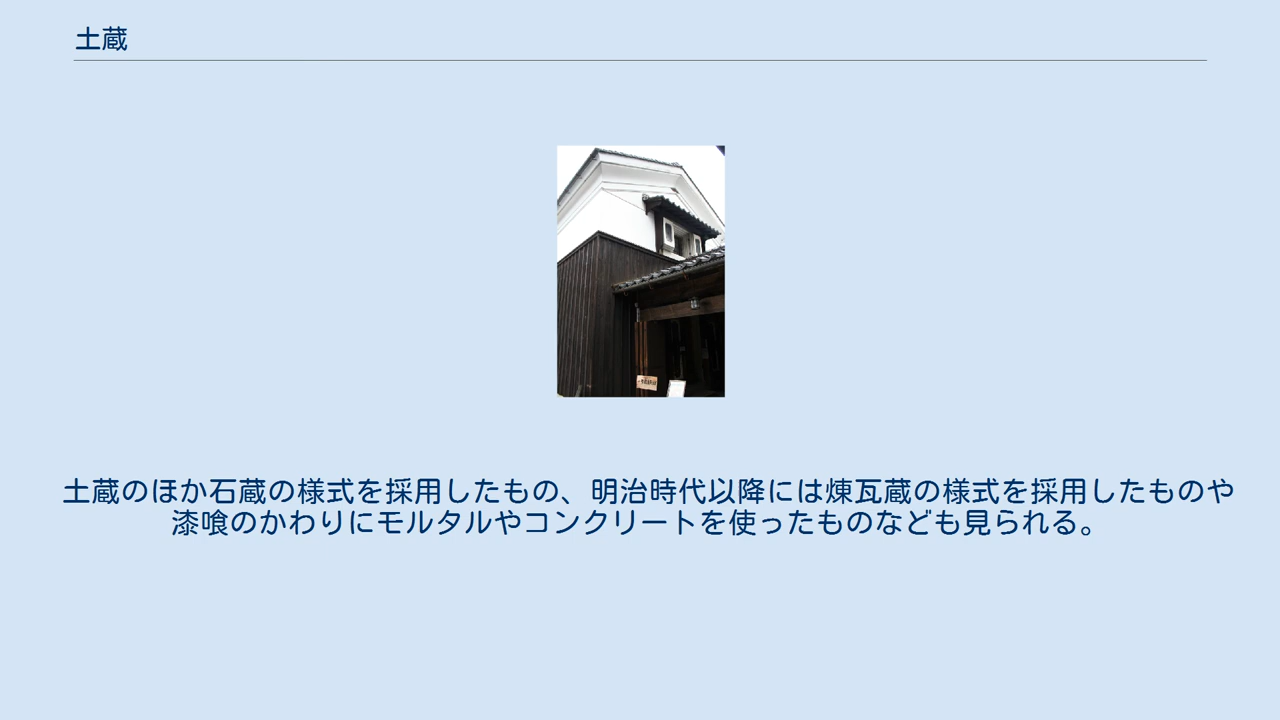 土蔵
土蔵のほか石蔵の様式を採用したもの、明治時代以降には煉瓦蔵の様式を採用したものや
漆喰のかわりにモルタルやコンクリートを使ったものなども見られる。